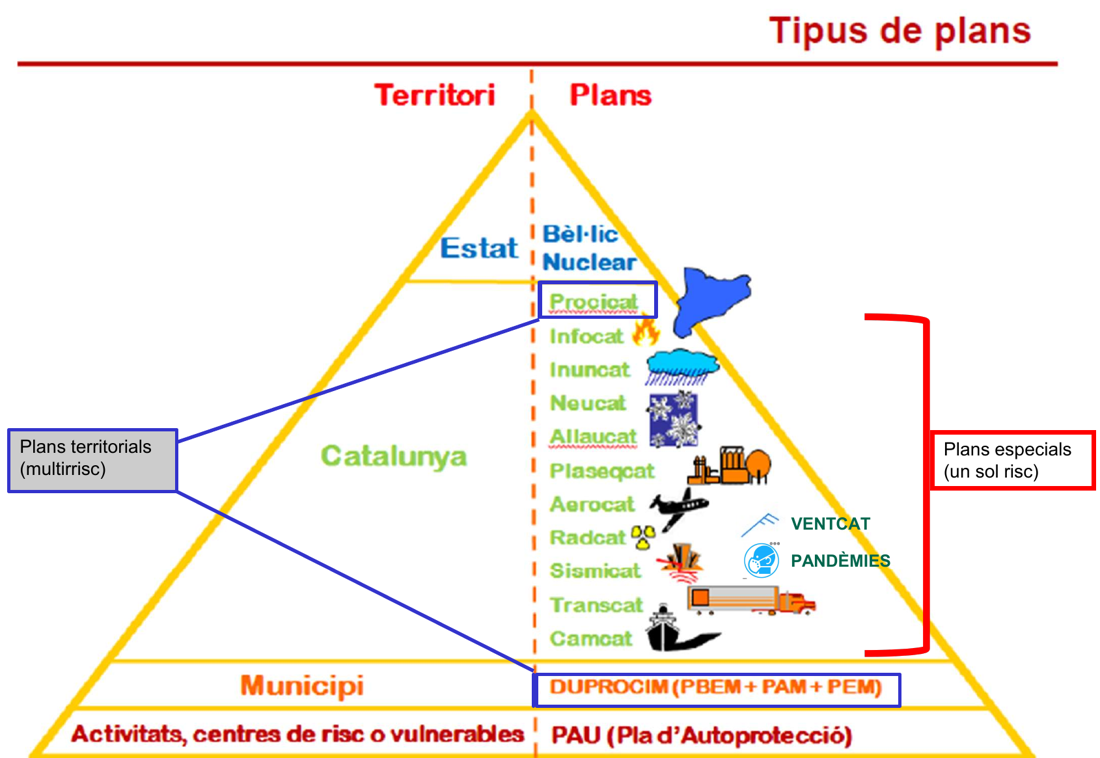 Tipus de plans
Territori Plans
Estat
Bèl·lic
Nuclear
Procicat
Infocat
Inuncat
Neucat
Allaucat
Plaseqcat
Aerocat
Radcat
Sismicat
Transcat
Camcat
Catalunya
Plans territorials
(multirrisc)
Plans especials
(un sol risc)
VENTCAT
PANDÈMIES
Municipi
DUPROCIM (PBEM + PAM + PEM)
Activitats, centres de risc o vulnerables
PAU (Pla d'Autoprotecció)